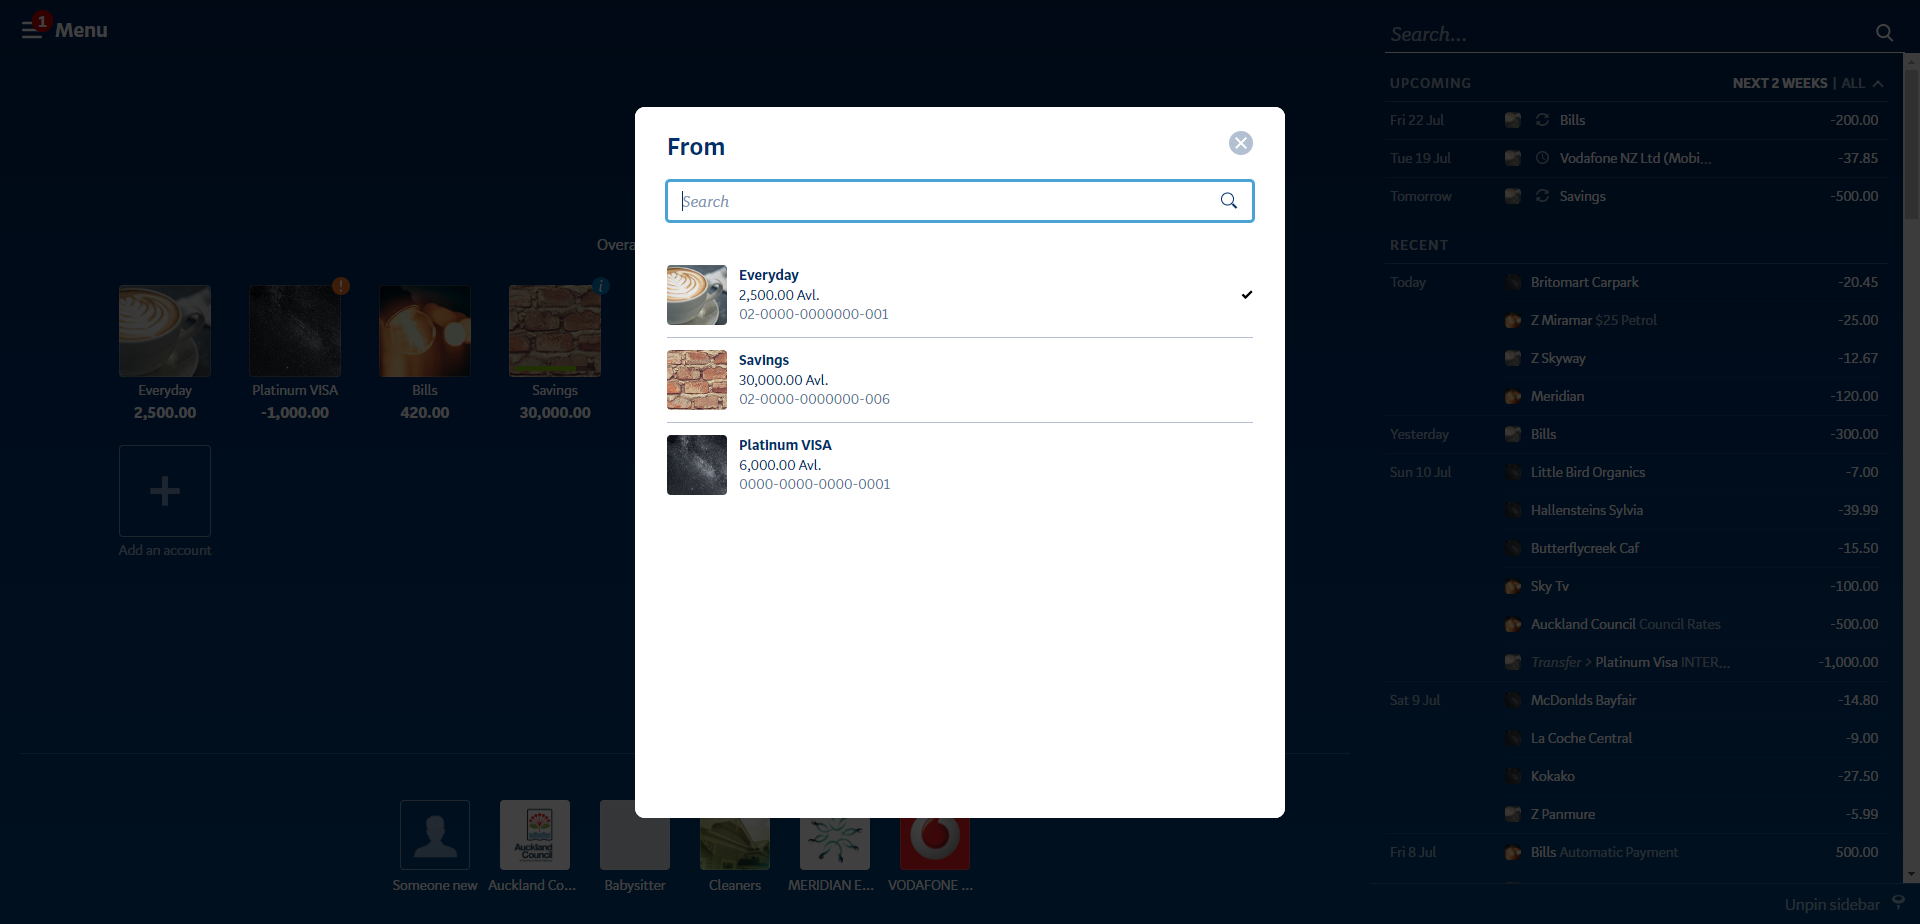 1
Menu
Search...
UPCOMING NEXT 2 WEEKS | ALL
Fri 22 Jul Bills -200.00
Tue 19 Jul Vodafone NZ Ltd (Mobi... -37.85
Tomorrow Savings -500.00
RECENT
Today Britomart Carpark -20.45
Z Miramar $25 Petrol -25.00
Z Skyway -12.67
Meridian -120.00
Yesterday Bills -300.00
Sun 10 Jul Little Bird Organics -7.00
Hallensteins Sylvia -39.99
Butterflycreek Caf -15.50
Sky Tv -100.00
Auckland Council Council Rates -500.00
Transfer > Platinum Visa INTER... -1,000.00
Sat 9 Jul McDonlds Bayfair -14.80
La Coche Central -9.00
Kokako -27.50
Z Panmure -5.99
Fri 8 Jul Bills Automatic Payment 500.00
Unpin sidebar
From
Search
Everyday
2,500.00 Avl.
02-0000-0000000-001
Savings
30,000.00 Avl.
02-0000-0000000-006
Platinum VISA
6,000.00 Avl.
0000-0000-0000-0001
Overa
!
i
Everyday
2,500.00
Platinum VISA
-1,000.00
Bills
420.00
Savings
30,000.00
Add an account
Auckland
Council
Someone new
Auckland Co...
Babysitter
Cleaners
MERIDIAN E...
VODAFONE ...